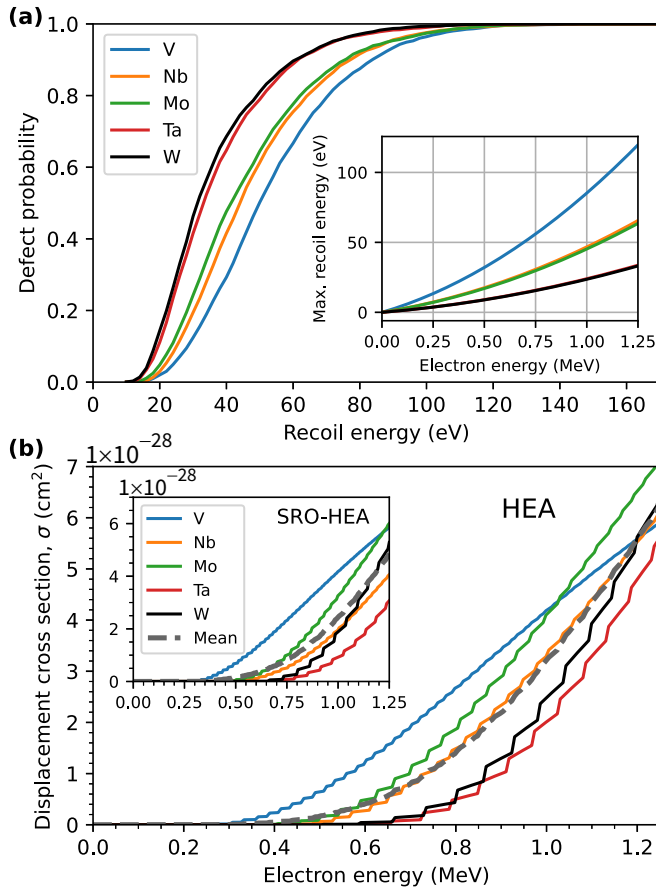 (a)
1.0
0.8
0.6
0.4
0.2
0.0
Defect probability
V
Nb
Mo
Ta
W
Max. recoil energy (eV)
100
50
0
0.00 0.25 0.50 0.75 1.00 1.25
Electron energy (MeV)
0 20 40 60 80 100 120 140 160
Recoil energy (eV)
(b)
1×10−28
7
6
5
4
3
2
1
0
Displacement cross section, σ (cm2)
1×10−28
SRO-HEA
HEA
6
4
2
0
V
Nb
Mo
Ta
W
Mean
0.00 0.25 0.50 0.75 1.00 1.25
0.0 0.2 0.4 0.6 0.8 1.0 1.2
Electron energy (MeV)